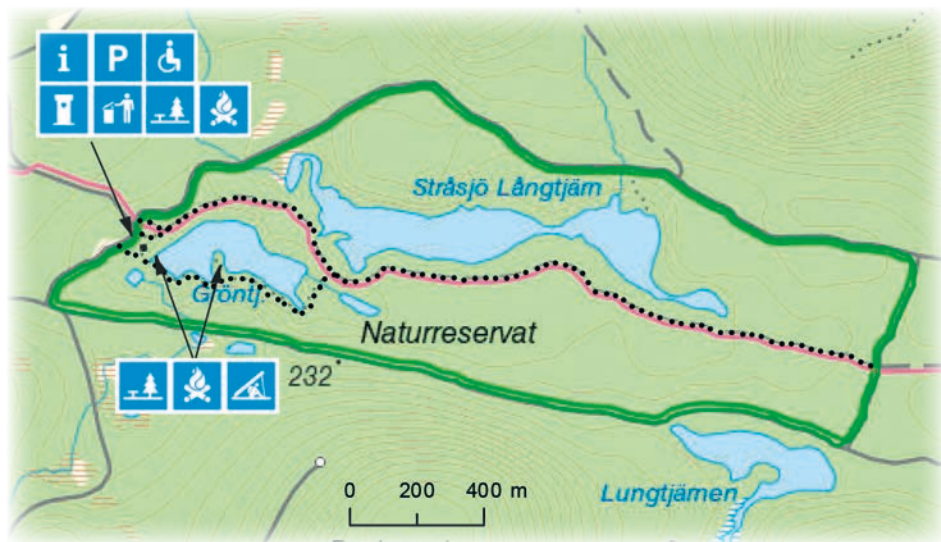 i P
Stråsjö Långtjärn
Gröntj.
Naturreservat
232
0 200 400 m
Lungtjärnen